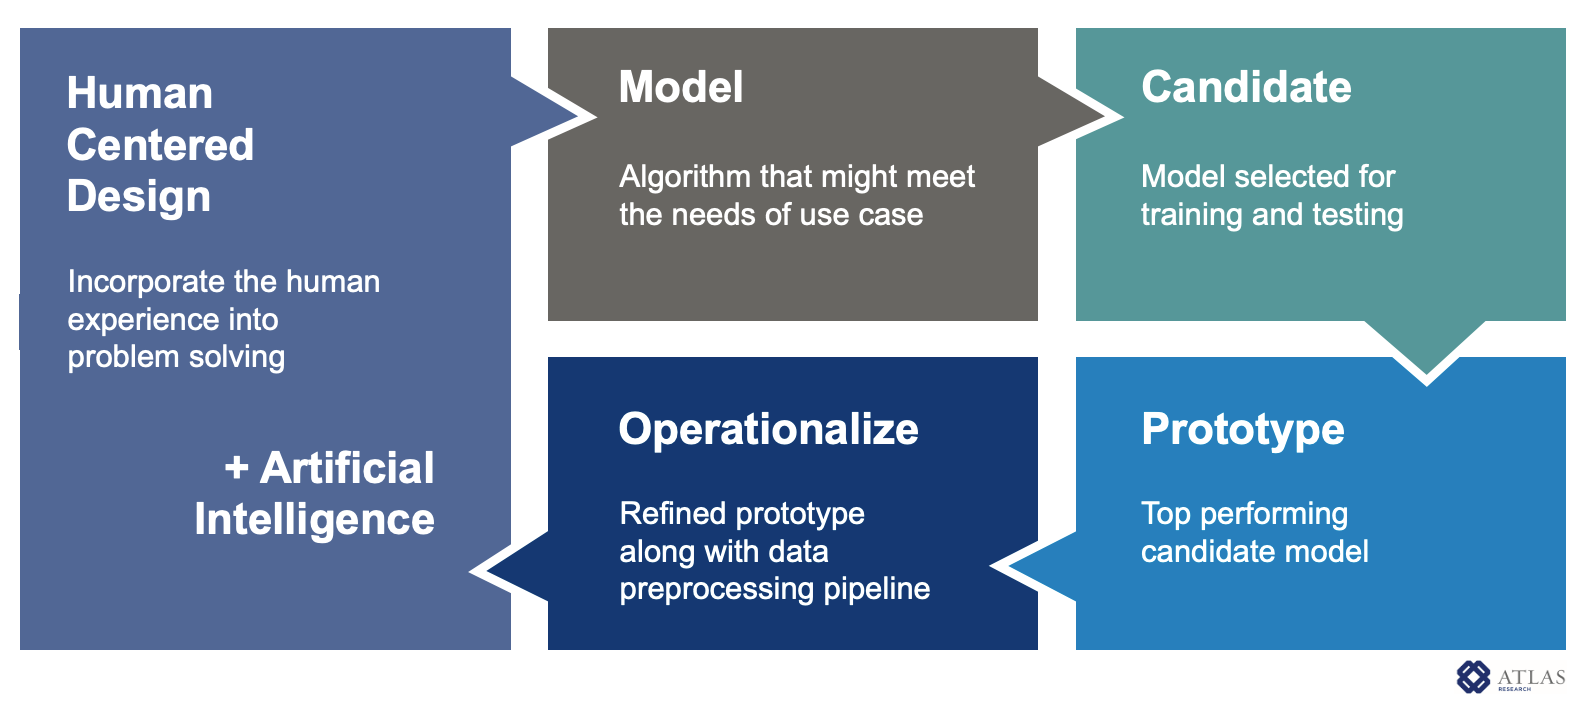 Human
Centered
Design
Incorporate the human
experience into
problem solving
+ Artificial
Intelligence
Model
Algorithm that might meet
the needs of use case
Candidate
Model selected for
training and testing
Prototype
Top performing
candidate model
Operationalize
Refined prototype
along with data
preprocessing pipeline
ATLAS
RESEARCH